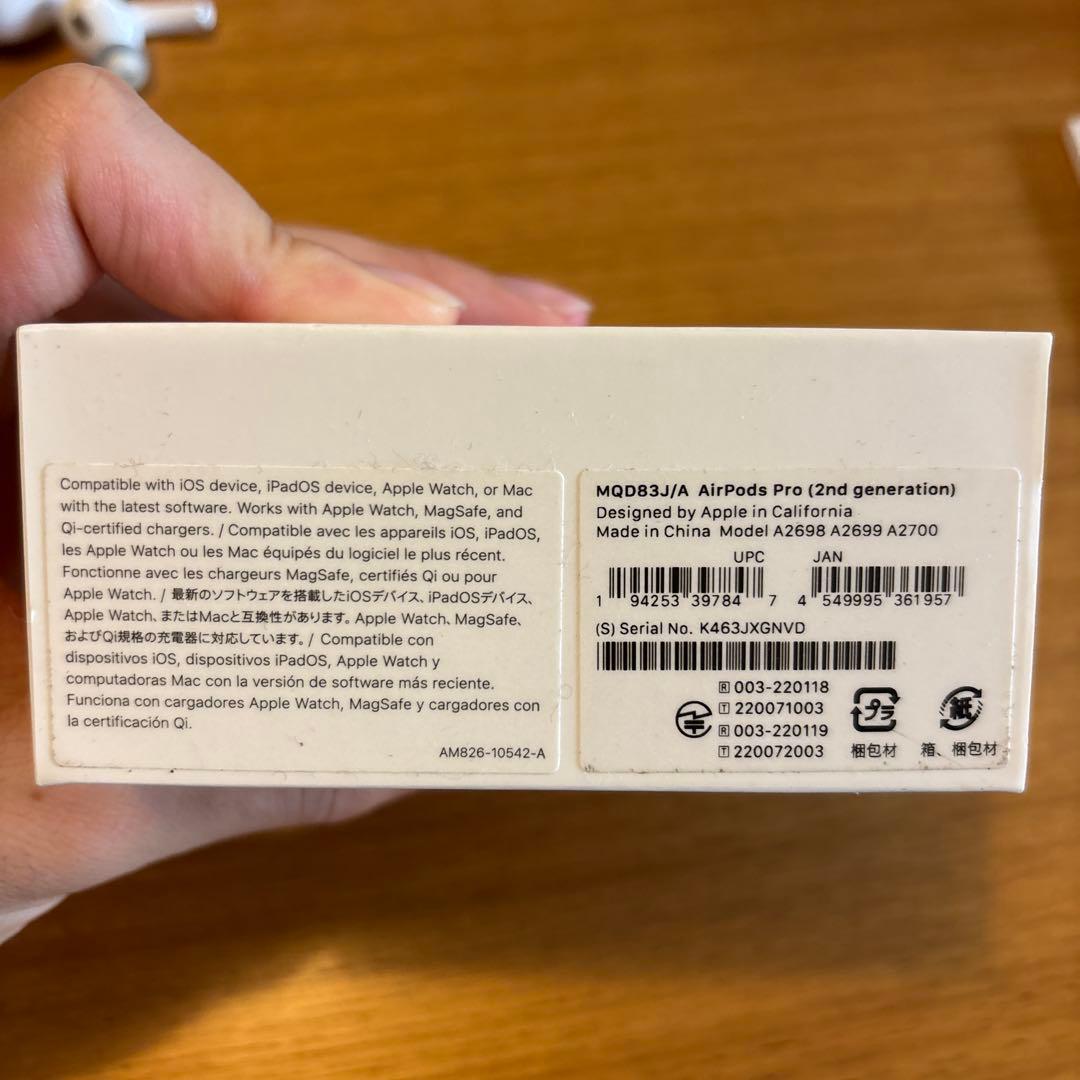 Compatible with iOS device, iPadOS device, Apple Watch, or Mac
with the latest software. Works with Apple Watch, MagSafe, and
Qi-certified chargers. / Compatible avec les appareils iOS, iPadOS,
les Apple Watch ou les Mac équipés du logiciel le plus récent.
Fonctionne avec les chargeurs MagSafe, certifiés Qi ou pour
Apple Watch. / 最新のソフトウェアを搭載したiOSデバイス、iPadOSデバイス、
Apple Watch、またはMacと互換性があります。Apple Watch、MagSafe、
およびQi規格の充電器に対応しています。/ Compatible con
dispositivos iOS, dispositivos iPadOS, Apple Watch y
computadoras Mac con la versión de software más reciente.
Funciona con cargadores Apple Watch, MagSafe y cargadores con
la certificación Qi.
AM826-10542-A
MQD83J/A AirPods Pro (2nd generation)
Designed by Apple in California
Made in China Model A2698 A2699 A2700
UPC JAN
1 94253 39784 7 4 549995 361957
(S) Serial No. K463JXGNVD
R 003-220118
T 220071003
R 003-220119
T 220072003
プラ 紙
梱包材 箱、梱包材